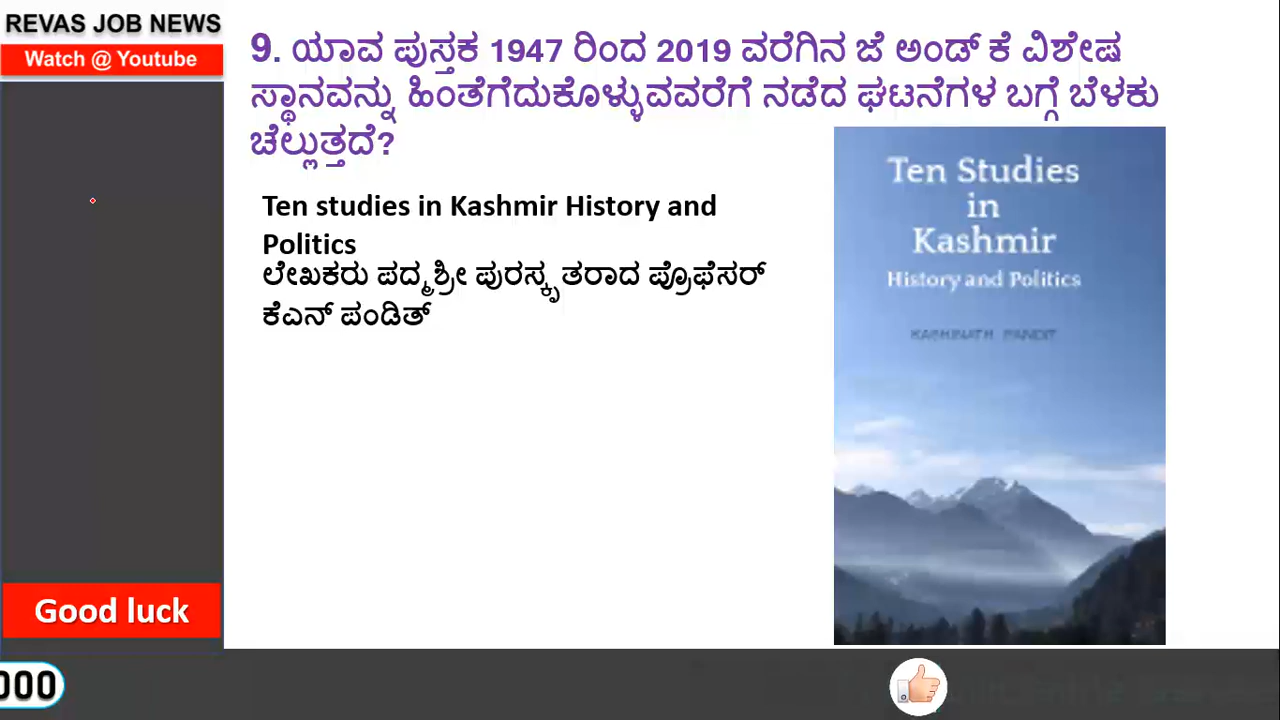 REVAS JOB NEWS
Watch @ Youtube
9. ಯಾವ ಪುಸ್ತಕ 1947 ರಿಂದ 2019 ವರೆಗಿನ ಜೆ ಅಂಡ್ ಕೆ ವಿಶೇಷ
ಸ್ಥಾನವನ್ನು ಹಿಂತೆಗೆದುಕೊಳ್ಳುವವರೆಗೆ ನಡೆದ ಘಟನೆಗಳ ಬಗ್ಗೆ ಬೆಳಕು
ಚೆಲ್ಲುತ್ತದೆ?
Ten studies in Kashmir History and
Politics
ಲೇಖಕರು ಪದ್ಮಶ್ರೀ ಪುರಸ್ಕೃತರಾದ ಪ್ರೊಫೆಸರ್
ಕೆಎನ್ ಪಂಡಿತ್
Ten Studies
in
Kashmir
History and Politics
KASHINATH PANDIT
Good luck
000